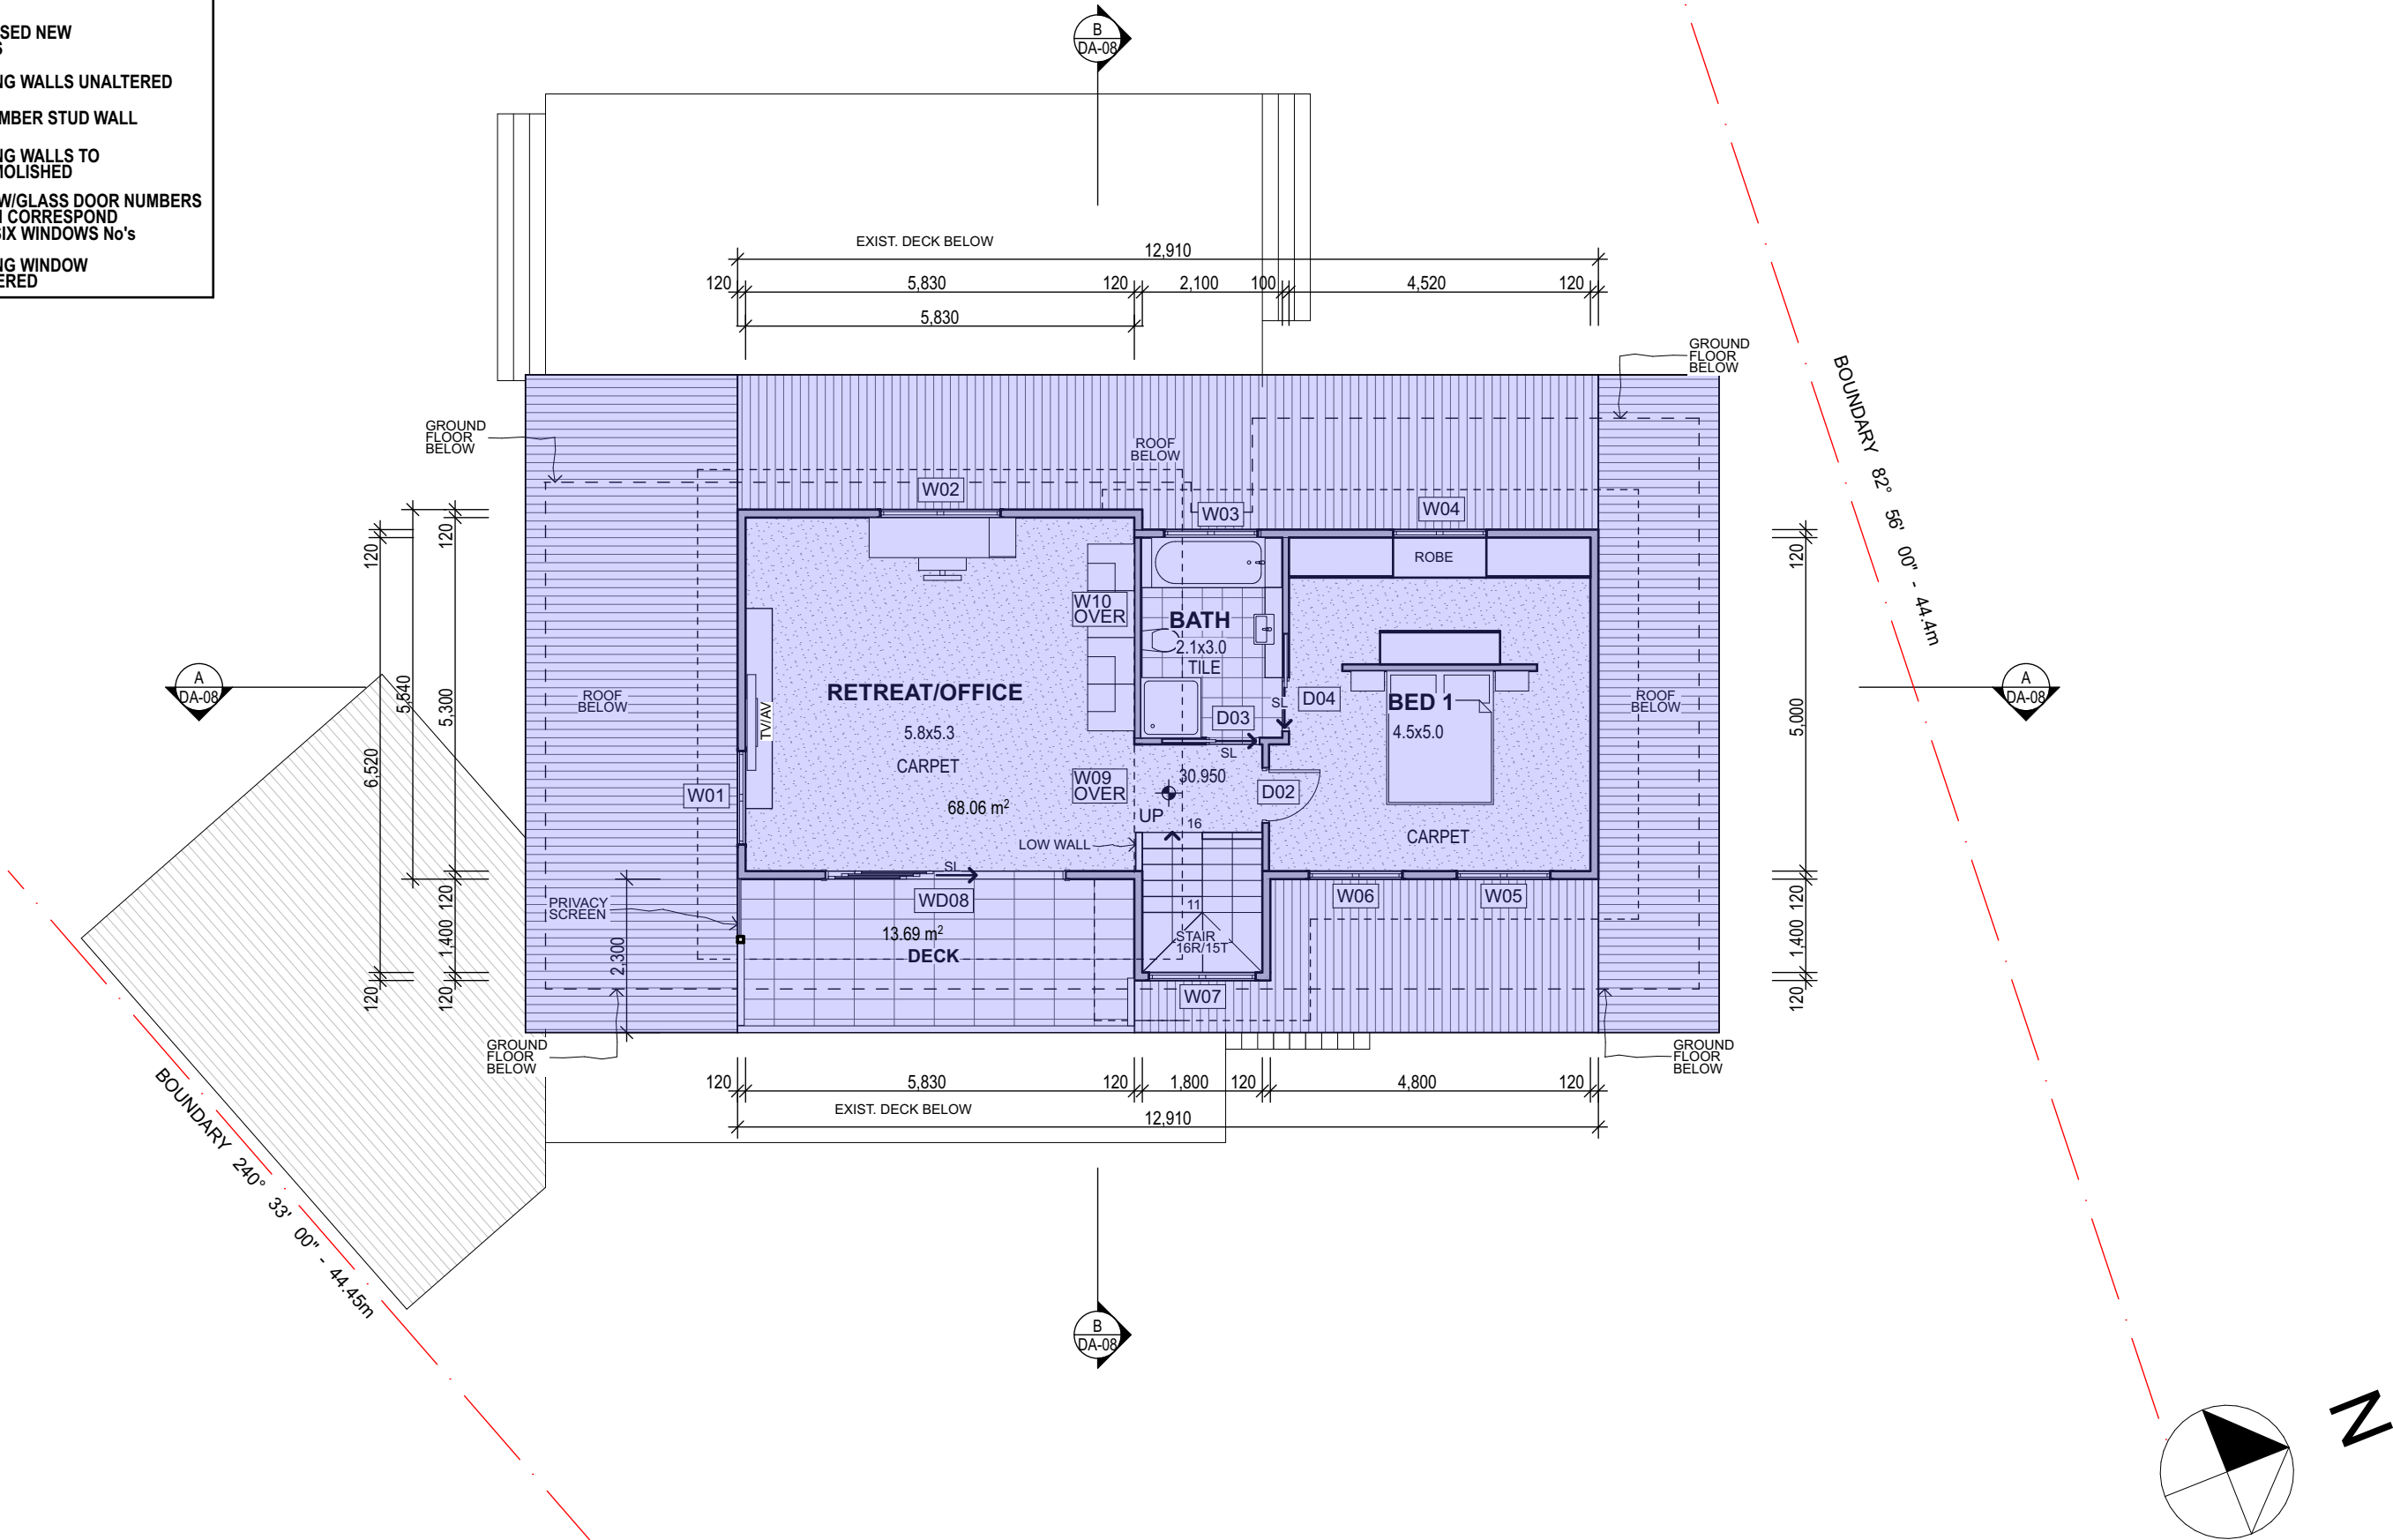 SED NEW
NG WALLS UNALTERED
MBER STUD WALL
NG WALLS TO
MOLISHED
W/GLASS DOOR NUMBERS
CORRESPOND
SIX WINDOWS No's
NG WINDOW
ERED
B
DA-08
EXIST. DECK BELOW
12,910
120
5,830
120
2,100
100
4,520
120
5,830
GROUND
FLOOR
BELOW
BOUNDARY 82° 56' 00" - 44.4m
GROUND
FLOOR
BELOW
ROOF
BELOW
W02
W03
W04
120
120
120
ROBE
W10
OVER
BATH
2.1x3.0
TILE
A
DA-08
5,540
5,300
6,520
ROOF
BELOW
TV/AV
RETREAT/OFFICE
5.8x5.3
CARPET
68.06 m²
SL
D03
SL
D04
BED 1
4.5x5.0
ROOF
BELOW
A
DA-08
5,000
W01
W09
OVER
30.950
D02
UP
16
LOW WALL
CARPET
SL
120
1,400
120
PRIVACY
SCREEN
2,300
WD08
13.69 m²
DECK
11
STAIR
16R/15T
W06
W05
W07
120
1,400
120
120
GROUND
FLOOR
BELOW
GROUND
FLOOR
BELOW
120
5,830
120
1,800
120
4,800
120
EXIST. DECK BELOW
12,910
BOUNDARY 240° 33' 00" - 44.45m
B
DA-08
N